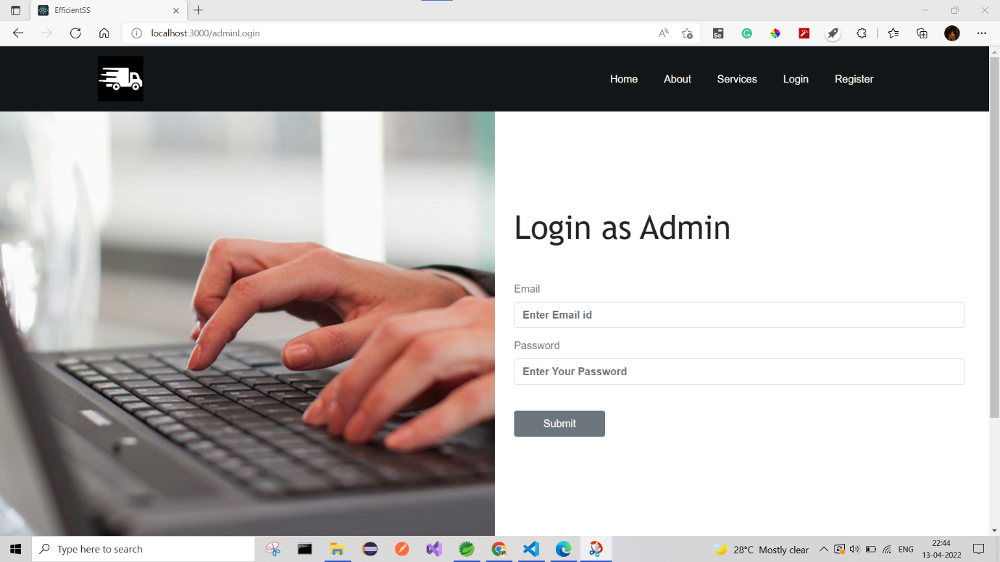 EfficientSS
localhost:3000/adminLogin
Home
About
Services
Login
Register
Login as Admin
Email
Enter Email id
Password
Enter Your Password
Submit
Type here to search
28°C Mostly clear
ENG
22:44
13-04-2022